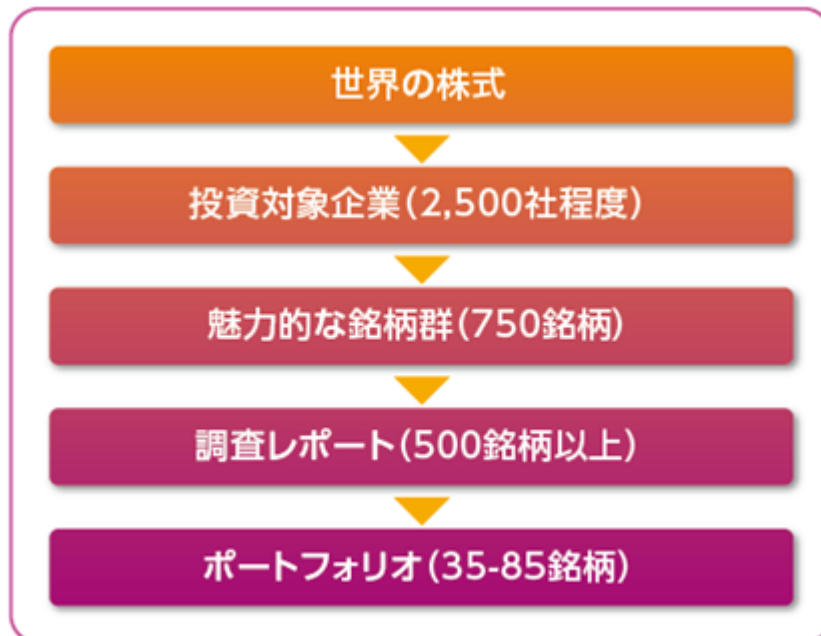 世界の株式
投資対象企業(2,500社程度)
魅力的な銘柄群(750銘柄)
調査レポート(500銘柄以上)
ポートフォリオ(35-85銘柄)